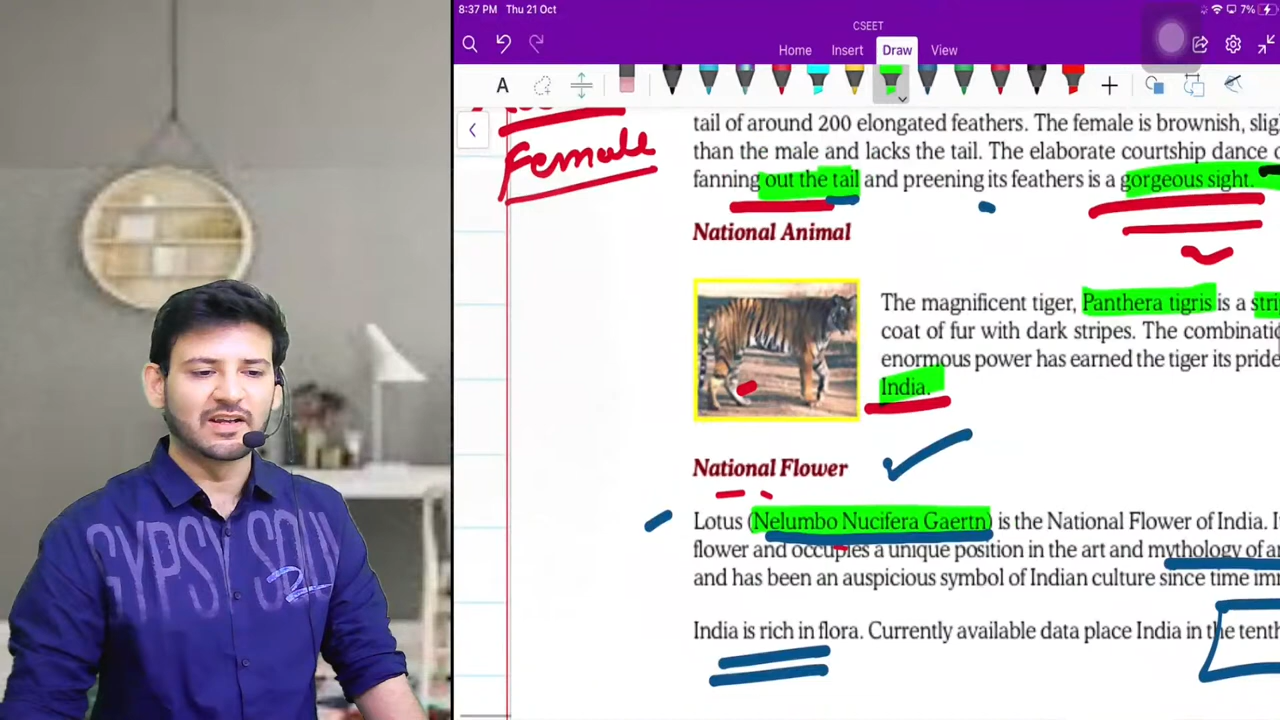 8:37 PM Thu 21 Oct
7%
CSEET
Home Insert Draw View
A
Female
tail of around 200 elongated feathers. The female is brownish,
than the male and lacks the tail. The elaborate courtship dance
fanning out the tail and preening its feathers is a gorgeous sight.
National Animal
The magnificent tiger, Panthera tigris is a
coat of fur with dark stripes. The
enormous power has earned the tiger its pride
India.
National Flower
Lotus (Nelumbo Nucifera Gaertn) is the National Flower of India.
flower and occupies a unique position in the art and mythology of
and has been an auspicious symbol of Indian culture since time
India is rich in flora. Currently available data place India in the
GYPSY SOUL